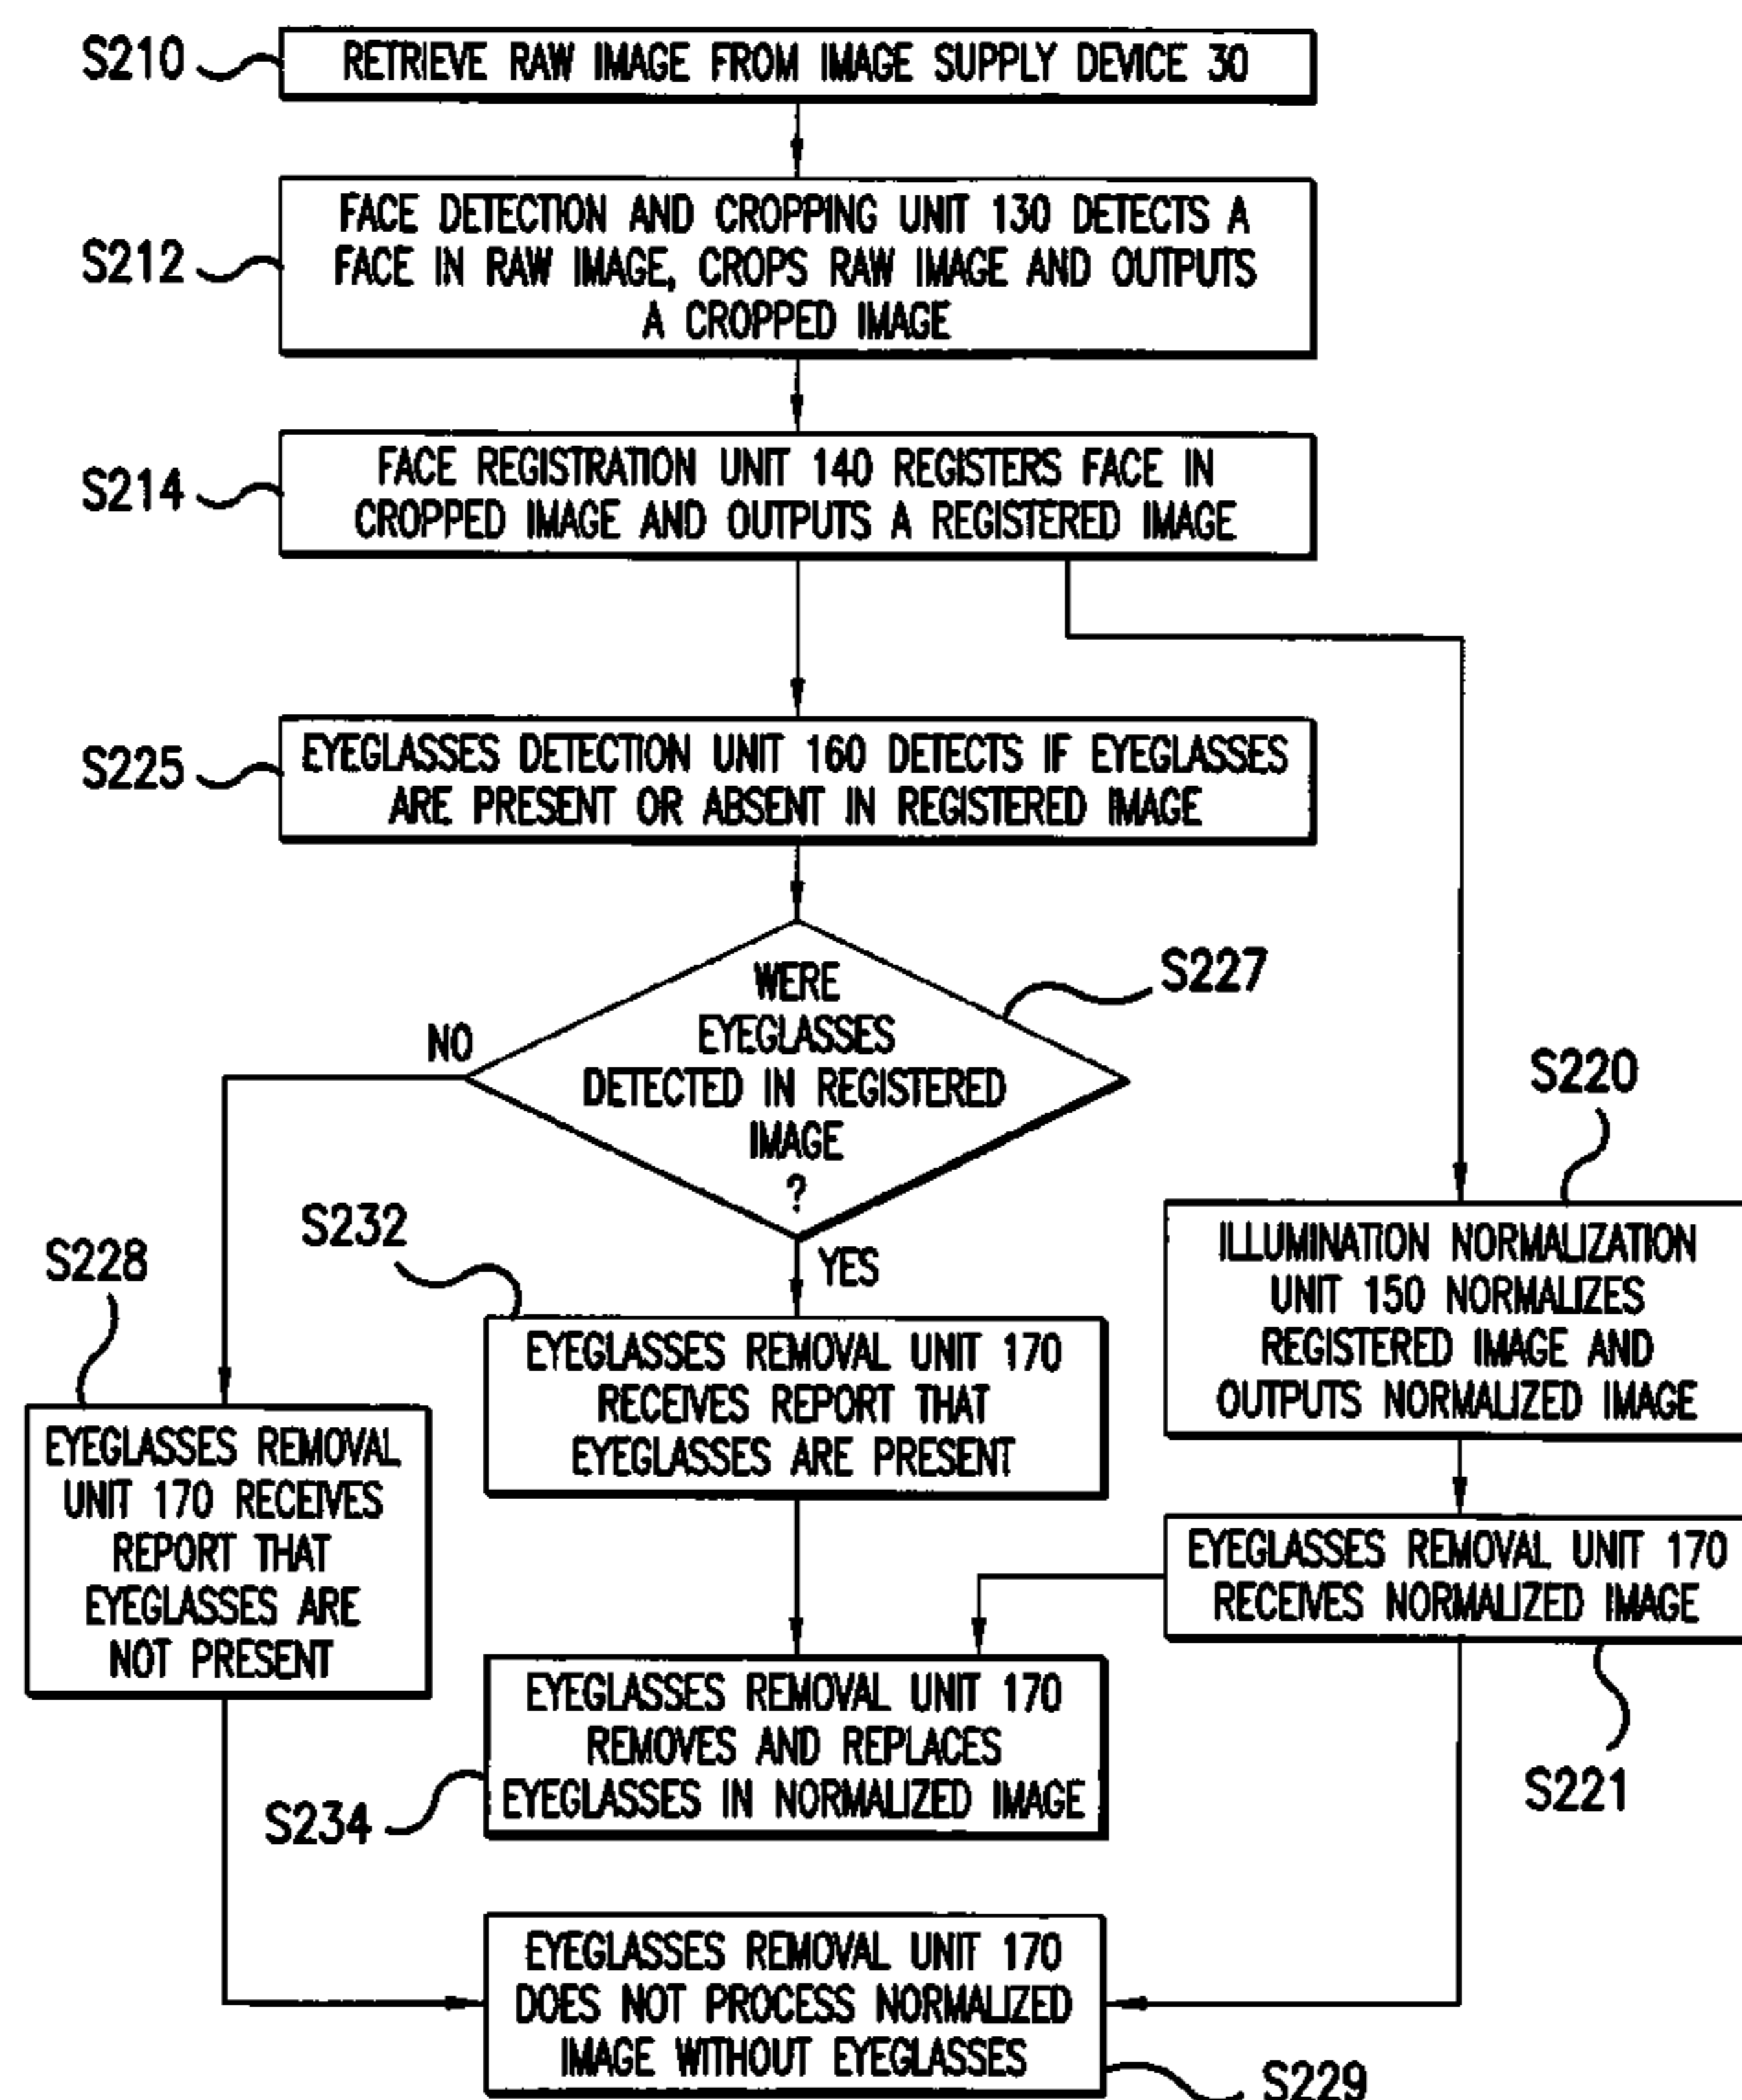 S210
RETRIEVE RAW IMAGE FROM IMAGE SUPPLY DEVICE 30
S212
FACE DETECTION AND CROPPING UNIT 130 DETECTS A
FACE IN RAW IMAGE, CROPS RAW IMAGE AND OUTPUTS
A CROPPED IMAGE
S214
FACE REGISTRATION UNIT 140 REGISTERS FACE IN
CROPPED IMAGE AND OUTPUTS A REGISTERED IMAGE
S225
EYEGLASSES DETECTION UNIT 160 DETECTS IF EYEGLASSES
ARE PRESENT OR ABSENT IN REGISTERED IMAGE
S227
WERE
EYEGLASSES
DETECTED IN REGISTERED
IMAGE
?
NO
YES
S220
ILLUMINATION NORMALIZATION
UNIT 150 NORMALIZES
REGISTERED IMAGE AND
OUTPUTS NORMALIZED IMAGE
S232
EYEGLASSES REMOVAL UNIT 170
RECEIVES REPORT THAT
EYEGLASSES ARE PRESENT
S228
EYEGLASSES REMOVAL
UNIT 170 RECEIVES
REPORT THAT
EYEGLASSES ARE
NOT PRESENT
EYEGLASSES REMOVAL UNIT 170
RECEIVES NORMALIZED IMAGE
S221
EYEGLASSES REMOVAL UNIT 170
REMOVES AND REPLACES
EYEGLASSES IN NORMALIZED IMAGE
S234
EYEGLASSES REMOVAL UNIT 170
DOES NOT PROCESS NORMALIZED
IMAGE WITHOUT EYEGLASSES
S229